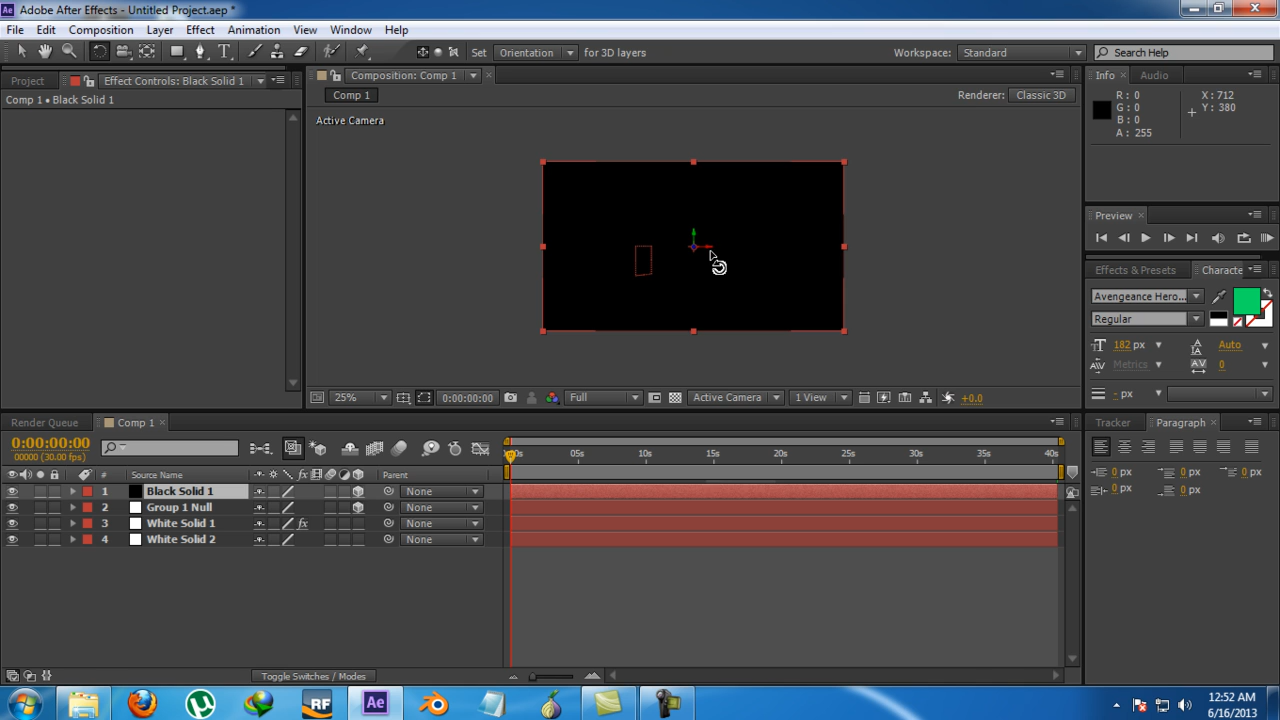 Adobe After Effects - Untitled Project.aep *
File Edit Composition Layer Effect Animation View Window Help
Set Orientation for 3D layers Workspace: Standard Search Help
Project Effect Controls: Black Solid 1 Composition: Comp 1 Info Audio
Comp 1 • Black Solid 1
Comp 1 Renderer: Classic 3D
R: 0 X: 712
G: 0 Y: 380
B: 0
A: 255
Active Camera
Preview
Effects & Presets Characte
Avengeance Hero...
Regular
182 px Auto
Metrics 0
- px
25% 0:00:00:00 Full Active Camera 1 View +0.0
Render Queue Comp 1 Tracker Paragraph
0:00:00:00
00000 (30.00 fps)
05s 10s 15s 20s 25s 30s 35s 40s
0 px 0 px 0 px
0 px 0 px
# Source Name Parent
1 Black Solid 1 None
2 Group 1 Null None
3 White Solid 1 fx None
4 White Solid 2 None
Toggle Switches / Modes
Ae RF
12:52 AM
6/16/2013